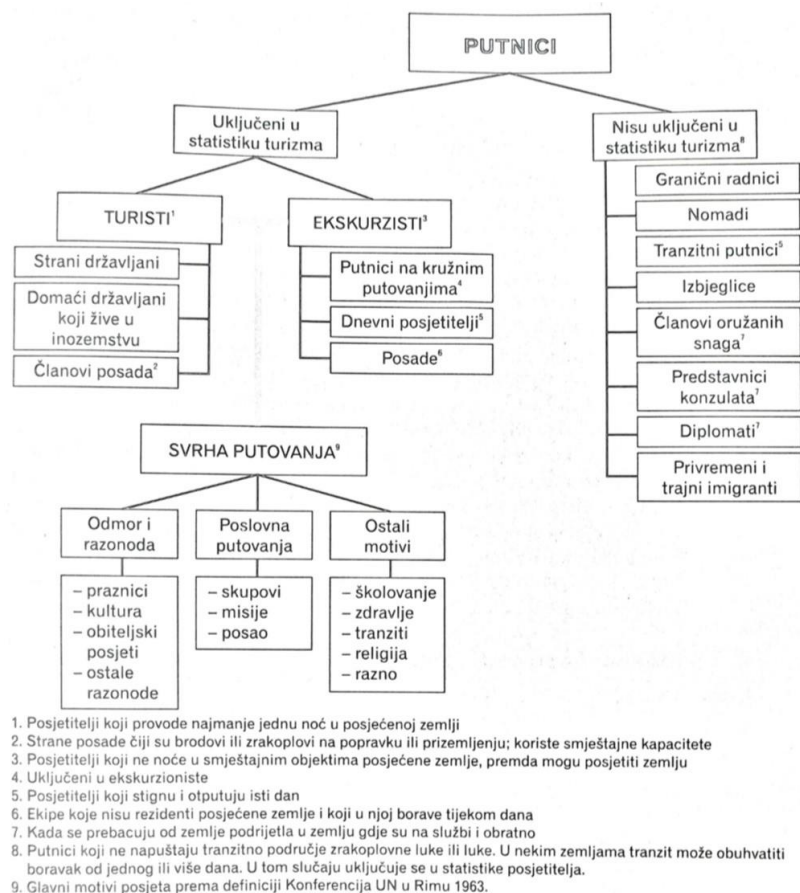 PUTNICI
Uključeni u
statistiku turizma
Nisu uključeni u
statistiku turizma⁸
TURISTI¹
Strani državljani
Domaći državljani
koji žive u
inozemstvu
Članovi posada²
EKSKURZISTI³
Putnici na kružnim
putovanjima⁴
Dnevni posjetitelji⁵
Posade⁶
Granični radnici
Nomadi
Tranzitni putnici⁵
Izbjeglice
Članovi oružanih
snaga⁷
Predstavnici
konzulata⁷
Diplomati⁷
Privremeni i
trajni imigranti
SVRHA PUTOVANJA⁹
Odmor i
razonoda
– praznici
– kultura
– obiteljski
posjeti
– ostale
razonode
Poslovna
putovanja
– skupovi
– misije
– posao
Ostali
motivi
– školovanje
– zdravlje
– tranziti
– religija
– razno
1. Posjetitelji koji provode najmanje jednu noć u posjećenoj zemlji
2. Strane posade čiji su brodovi ili zrakoplovi na popravku ili prizemljenju; koriste smještajne kapacitete
3. Posjetitelji koji ne noće u smještajnim objektima posjećene zemlje, premda mogu posjetiti zemlju
4. Uključeni u ekskurzioniste
5. Posjetitelji koji stignu i otputuju isti dan
6. Ekipe koje nisu rezidenti posjećene zemlje i koji u njoj borave tijekom dana
7. Kada se prebacuju od zemlje podrijetla u zemlju gdje su na službi i obratno
8. Putnici koji ne napuštaju tranzitno područje zrakoplovne luke ili luke. U nekim zemljama tranzit može obuhvatiti
boravak od jednog ili više dana. U tom slučaju uključuje se u statistike posjetitelja.
9. Glavni motivi posjeta prema definiciji Konferencija UN u Rimu 1963.